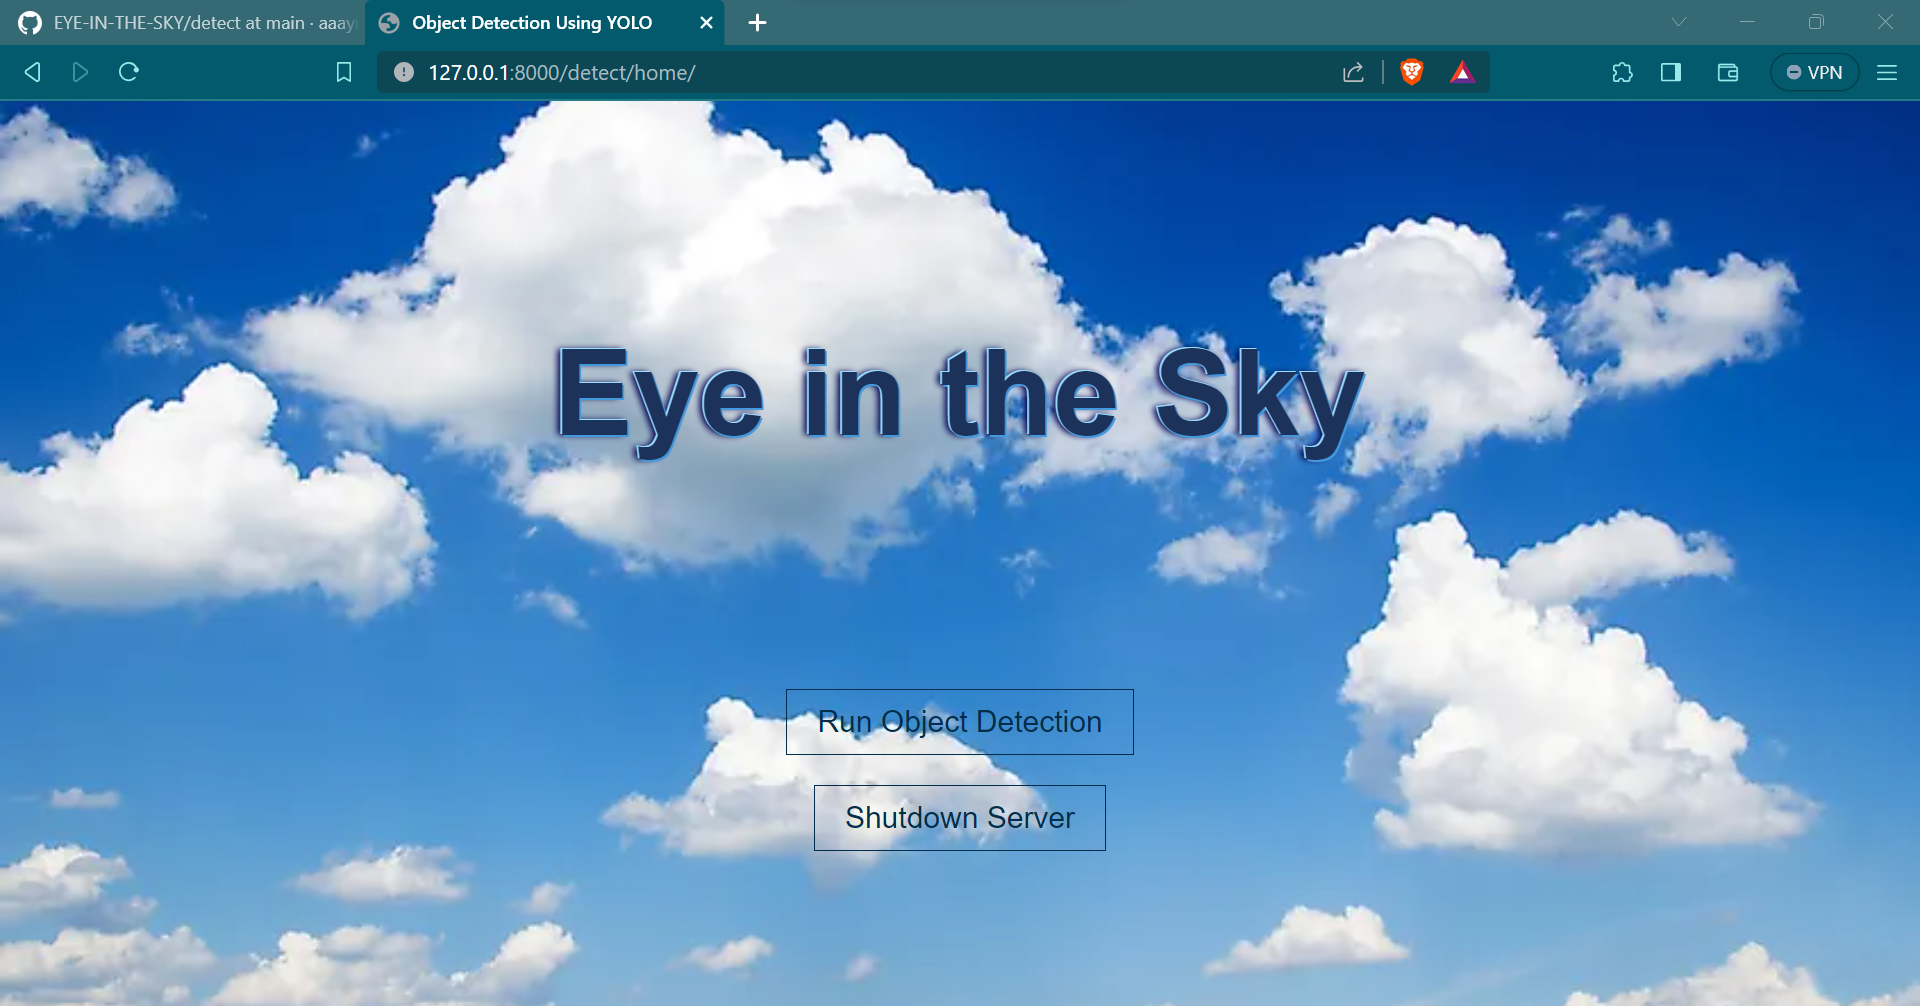 EYE-IN-THE-SKY/detect at main · aaay
Object Detection Using YOLO
127.0.0.1:8000/detect/home/
VPN
Eye in the Sky
Run Object Detection
Shutdown Server